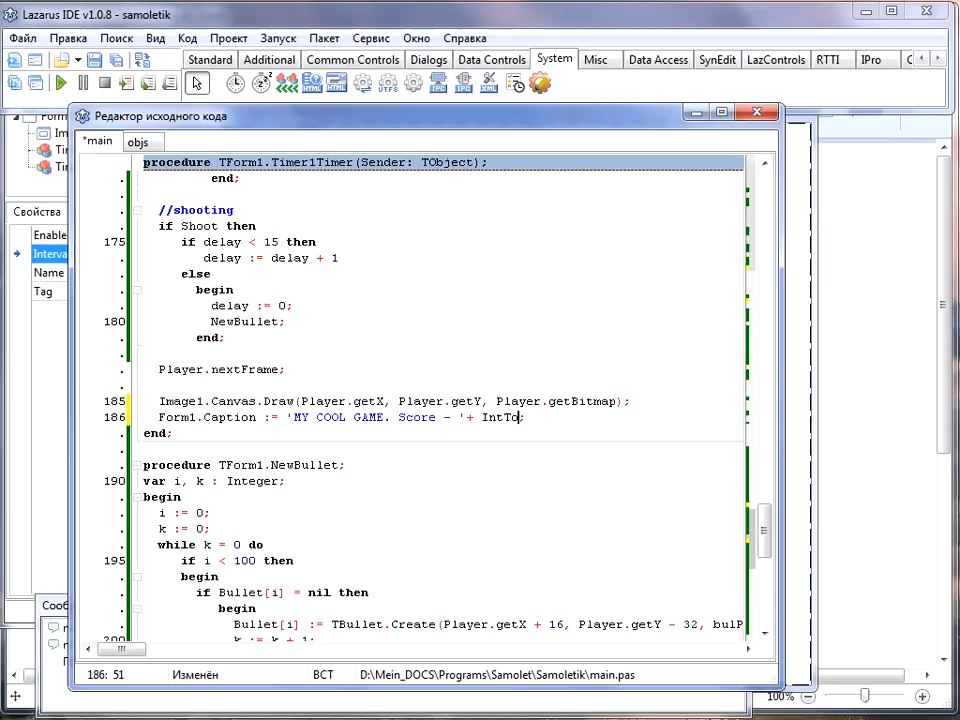 Lazarus IDE v1.0.8 - samoletik
Файл Правка Поиск Вид Код Проект Запуск Пакет Сервис Окно Справка
Standard Additional Common Controls Dialogs Data Controls System Misc Data Access SynEdit LazControls RTTI IPro
Редактор исходного кода
*main objs
procedure TForm1.Timer1Timer(Sender: TObject);
end;
//shooting
if Shoot then
175 if delay < 15 then
delay := delay + 1
else
begin
delay := 0;
180 NewBullet;
end;
Player.nextFrame;
185 Image1.Canvas.Draw(Player.getX, Player.getY, Player.getBitmap);
186 Form1.Caption := 'MY COOL GAME. Score - '+ IntTo;
end;
procedure TForm1.NewBullet;
190 var i, k : Integer;
begin
i := 0;
k := 0;
while k = 0 do
195 if i < 100 then
begin
if Bullet[i] = nil then
begin
Bullet[i] := TBullet.Create(Player.getX + 16, Player.getY - 32, bulP
200 k := k + 1;
186: 51 Изменён ВСТ D:\Mein_DOCS\Programs\Samolet\Samoletik\main.pas
Свойства
Enable
Interva
Name
Tag
Сооб
100%